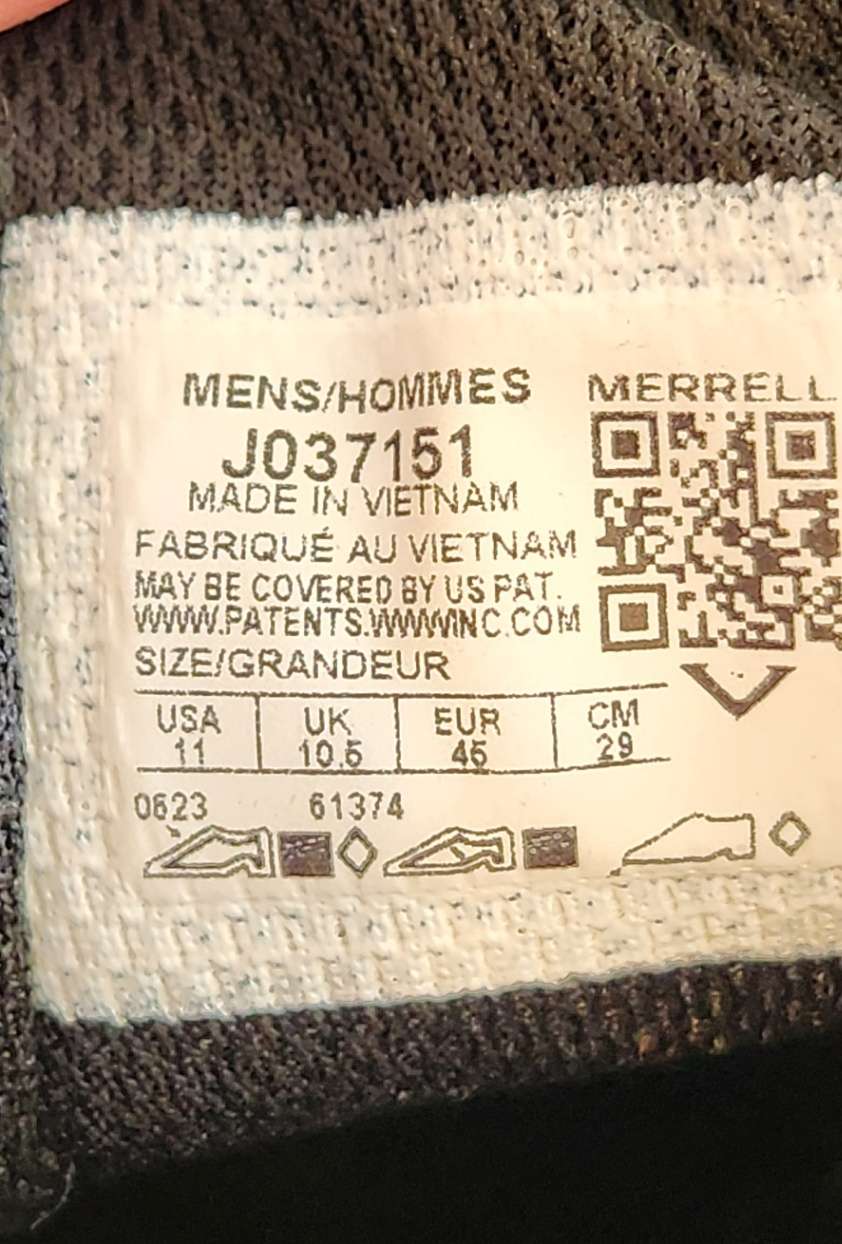 MENS/HOMMES
MERRELL
J037151
MADE IN VIETNAM
FABRIQUÉ AU VIETNAM
MAY BE COVERED BY US PAT.
WWW.PATENTS.WWWINC.COM
SIZE/GRANDEUR
USA UK EUR CM
11 10.5 45 29
0623 61374